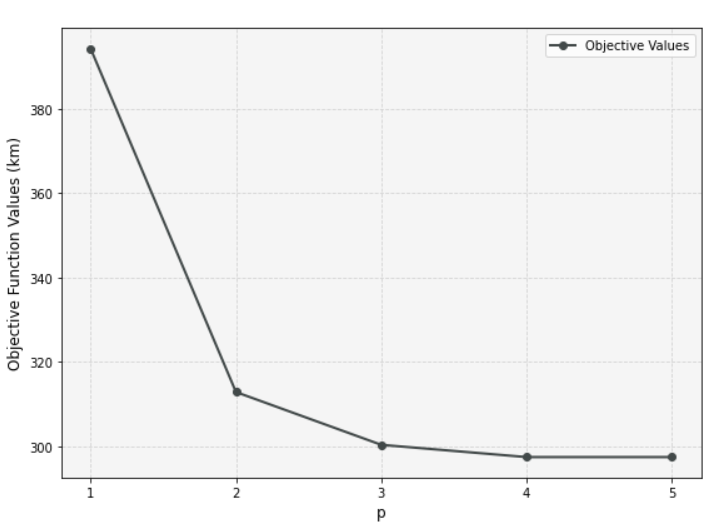 Objective Values
Objective Function Values (km)
380
360
340
320
300
1 2 3 4 5
p